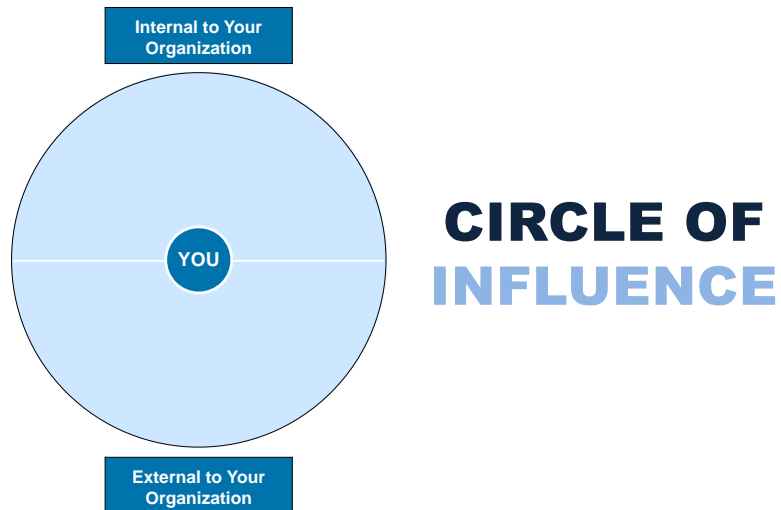 Internal to Your
Organization
YOU
CIRCLE OF
INFLUENCE
External to Your
Organization